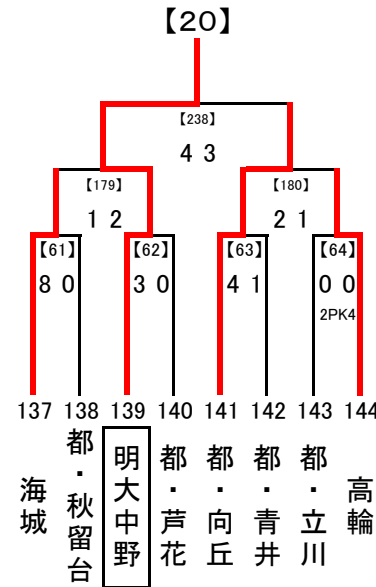 【20】
【238】
4 3
【179】 【180】
1 2 2 1
【61】 【62】 【63】 【64】
8 0 3 0 4 1 0 0
2PK4
137 138 139 140 141 142 143 144
海城
都・秋留台
明大中野
都・芦花
都・向丘
都・青井
都・立川
高輪